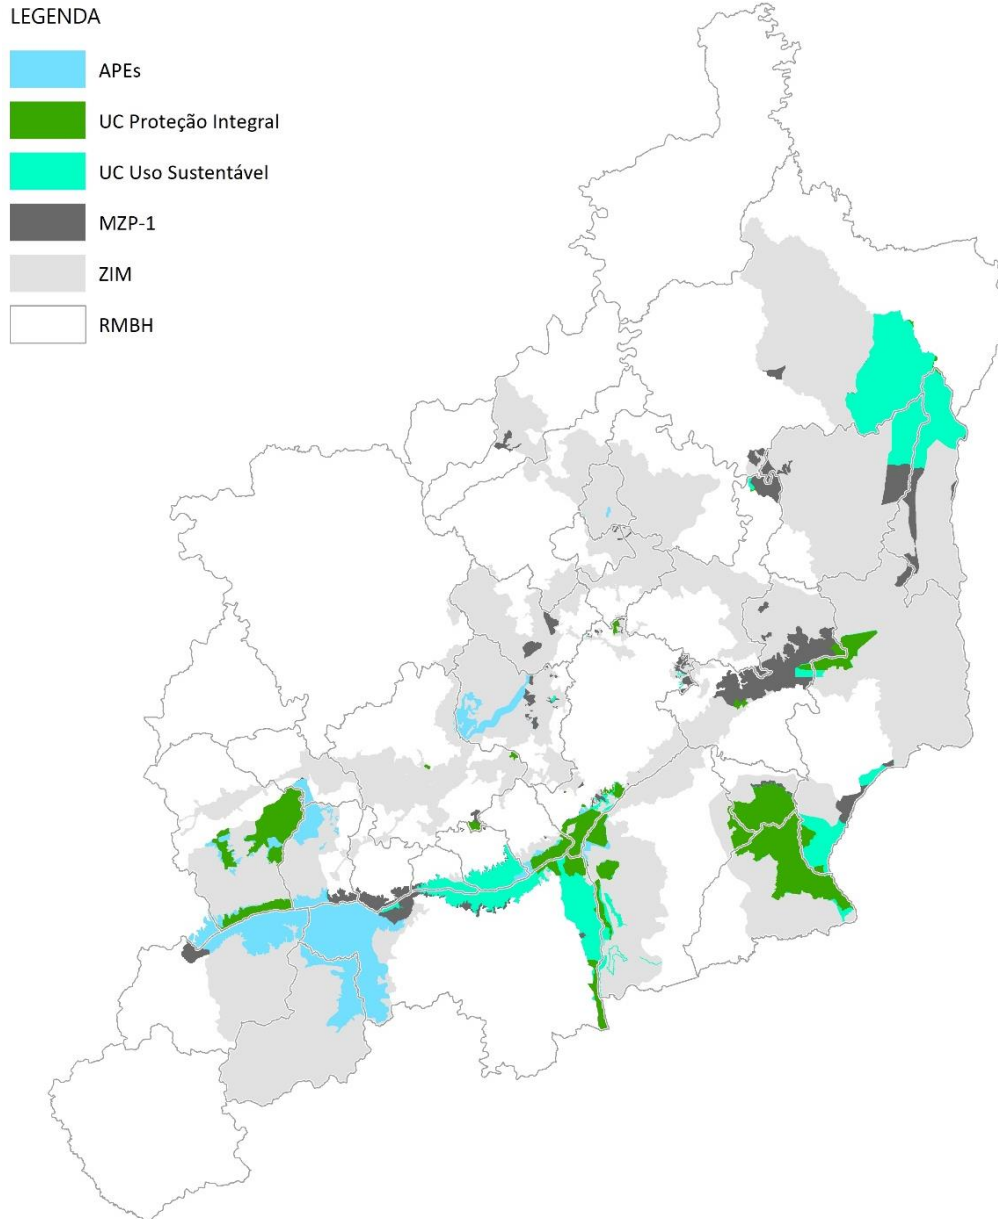 LEGENDA
APEs
UC Proteção Integral
UC Uso Sustentável
MZP-1
ZIM
RMBH